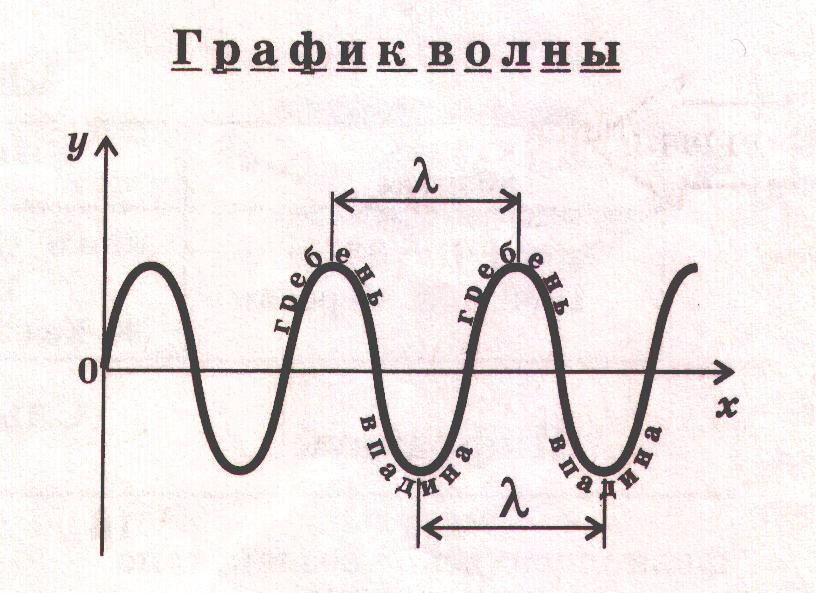 График волны
y
λ
гребень
гребень
0
x
впадина
впадина
λ